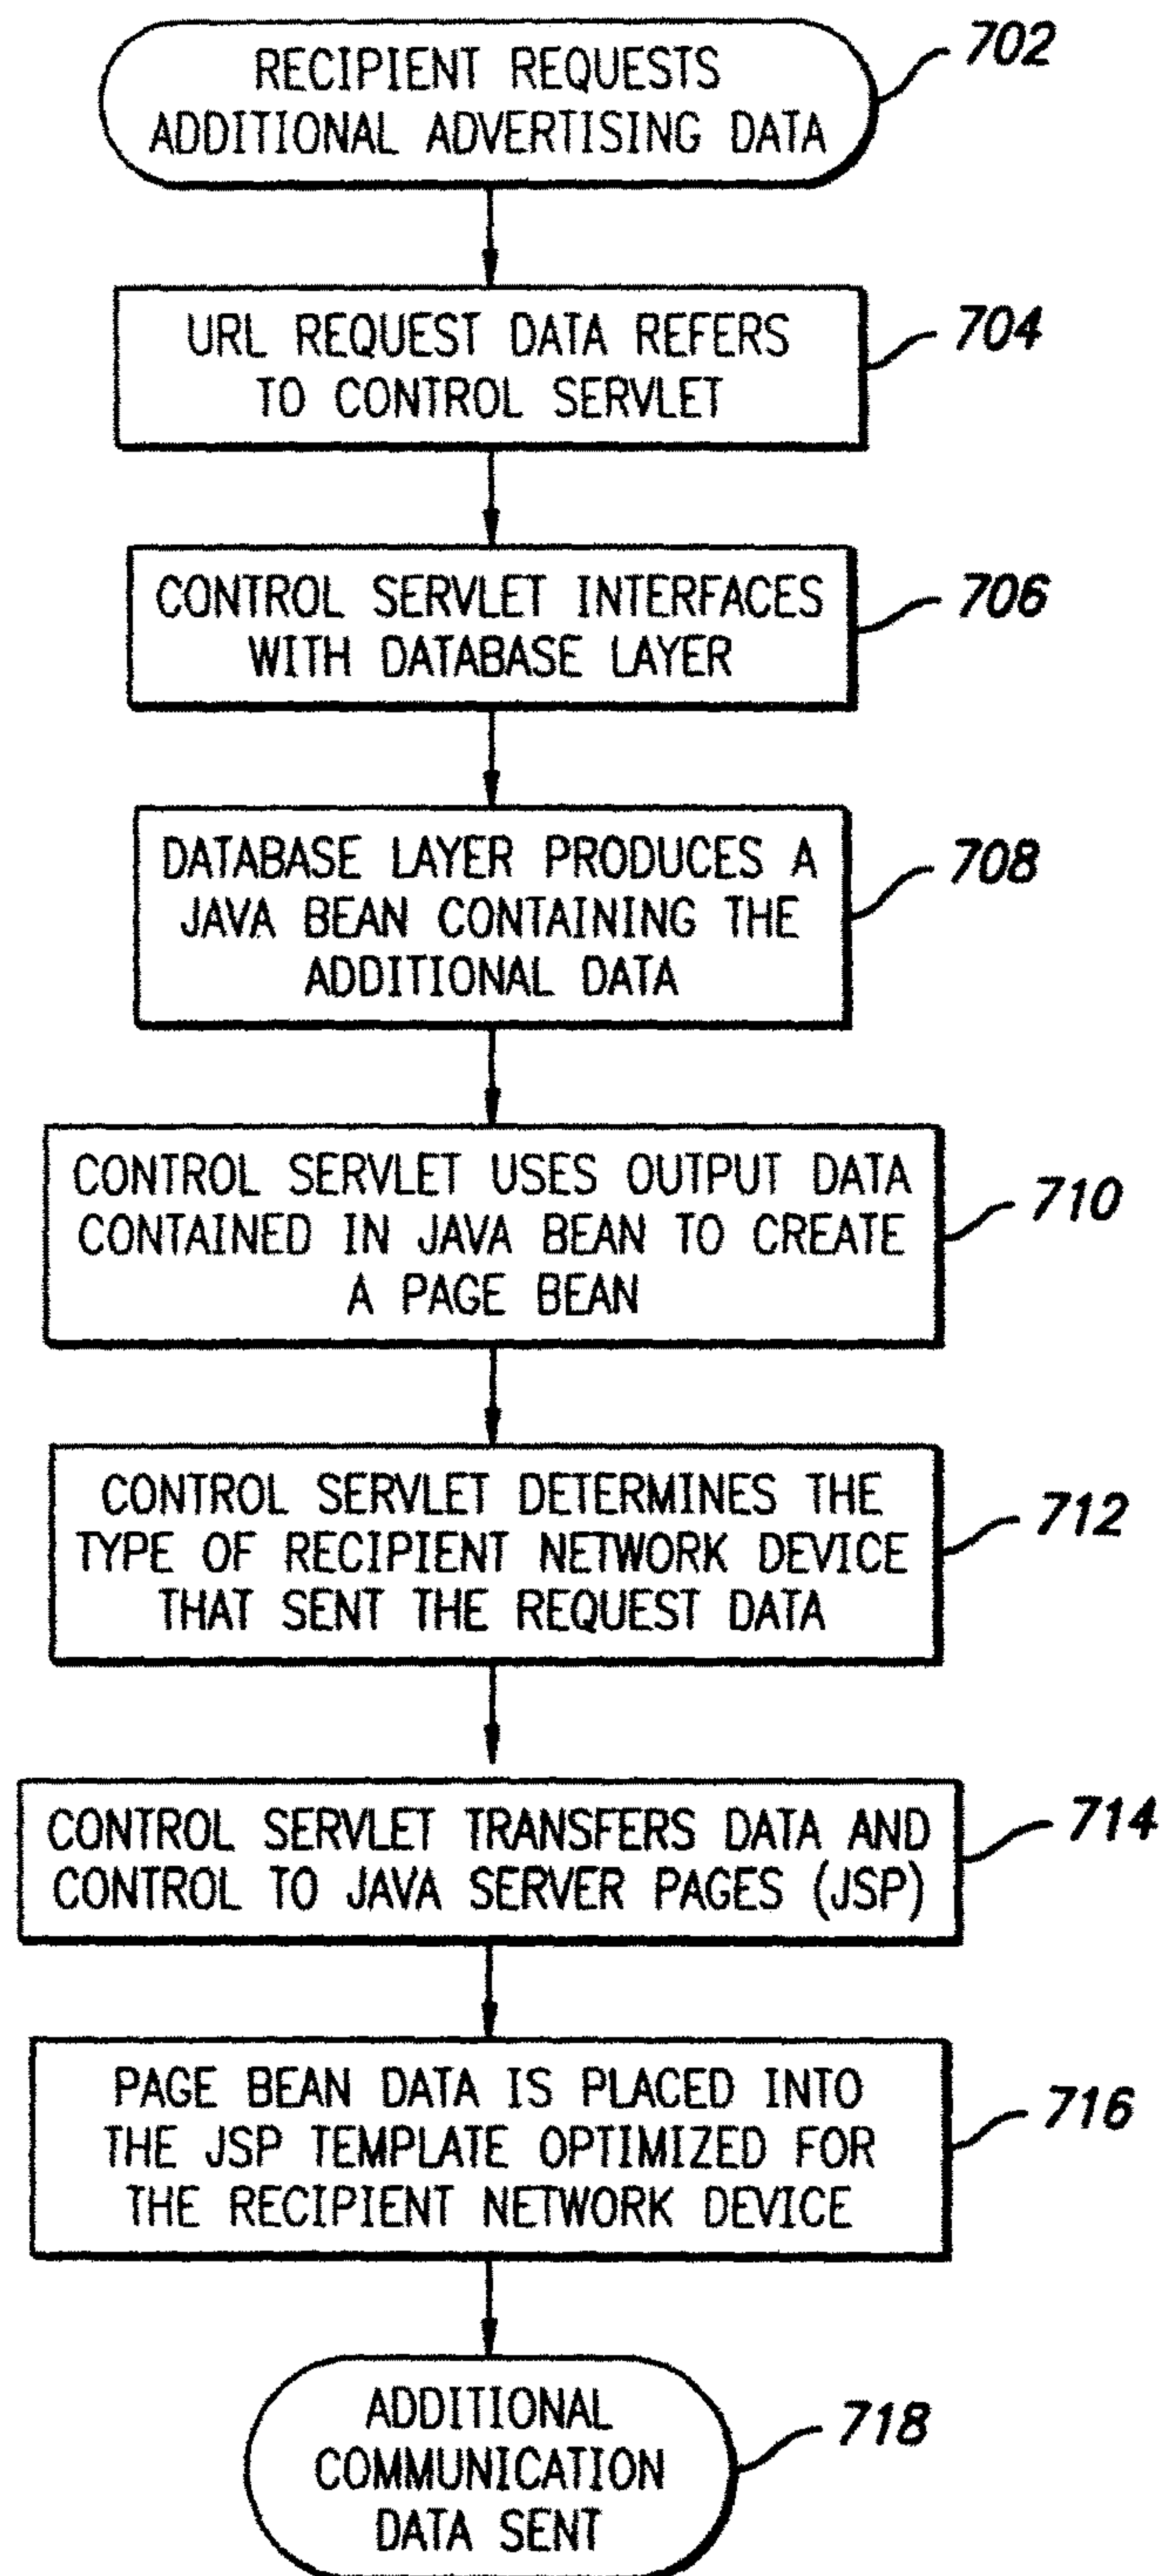 RECIPIENT REQUESTS
ADDITIONAL ADVERTISING DATA
702
URL REQUEST DATA REFERS
TO CONTROL SERVLET
704
CONTROL SERVLET INTERFACES
WITH DATABASE LAYER
706
DATABASE LAYER PRODUCES A
JAVA BEAN CONTAINING THE
ADDITIONAL DATA
708
CONTROL SERVLET USES OUTPUT DATA
CONTAINED IN JAVA BEAN TO CREATE
A PAGE BEAN
710
CONTROL SERVLET DETERMINES THE
TYPE OF RECIPIENT NETWORK DEVICE
THAT SENT THE REQUEST DATA
712
CONTROL SERVLET TRANSFERS DATA AND
CONTROL TO JAVA SERVER PAGES (JSP)
714
PAGE BEAN DATA IS PLACED INTO
THE JSP TEMPLATE OPTIMIZED FOR
THE RECIPIENT NETWORK DEVICE
716
ADDITIONAL
COMMUNICATION
DATA SENT
718